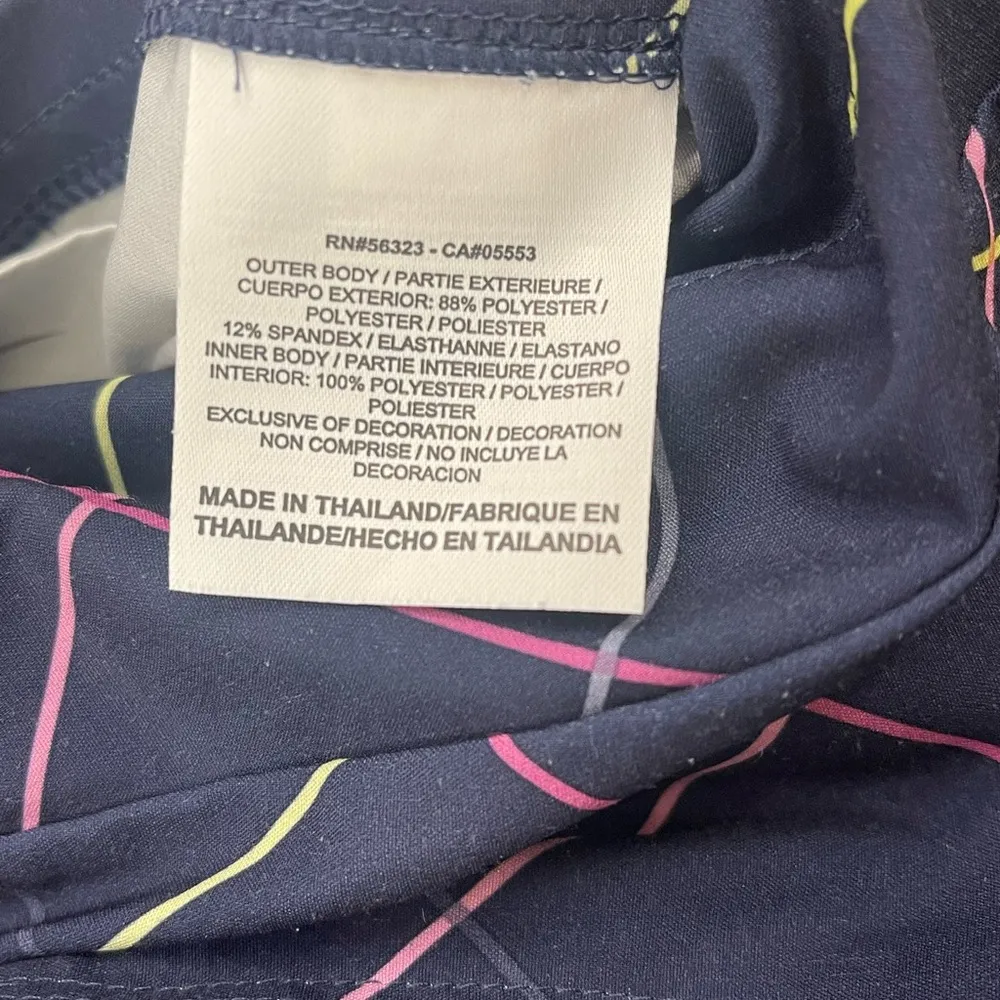 RN#56323 - CA#05553
OUTER BODY / PARTIE EXTERIEURE /
CUERPO EXTERIOR: 88% POLYESTER /
POLYESTER / POLIESTER
12% SPANDEX / ELASTHANNE / ELASTANO
INNER BODY / PARTIE INTERIEURE / CUERPO
INTERIOR: 100% POLYESTER / POLYESTER /
POLIESTER
EXCLUSIVE OF DECORATION / DECORATION
NON COMPRISE / NO INCLUYE LA
DECORACION
MADE IN THAILAND/FABRIQUE EN
THAILANDE/HECHO EN TAILANDIA